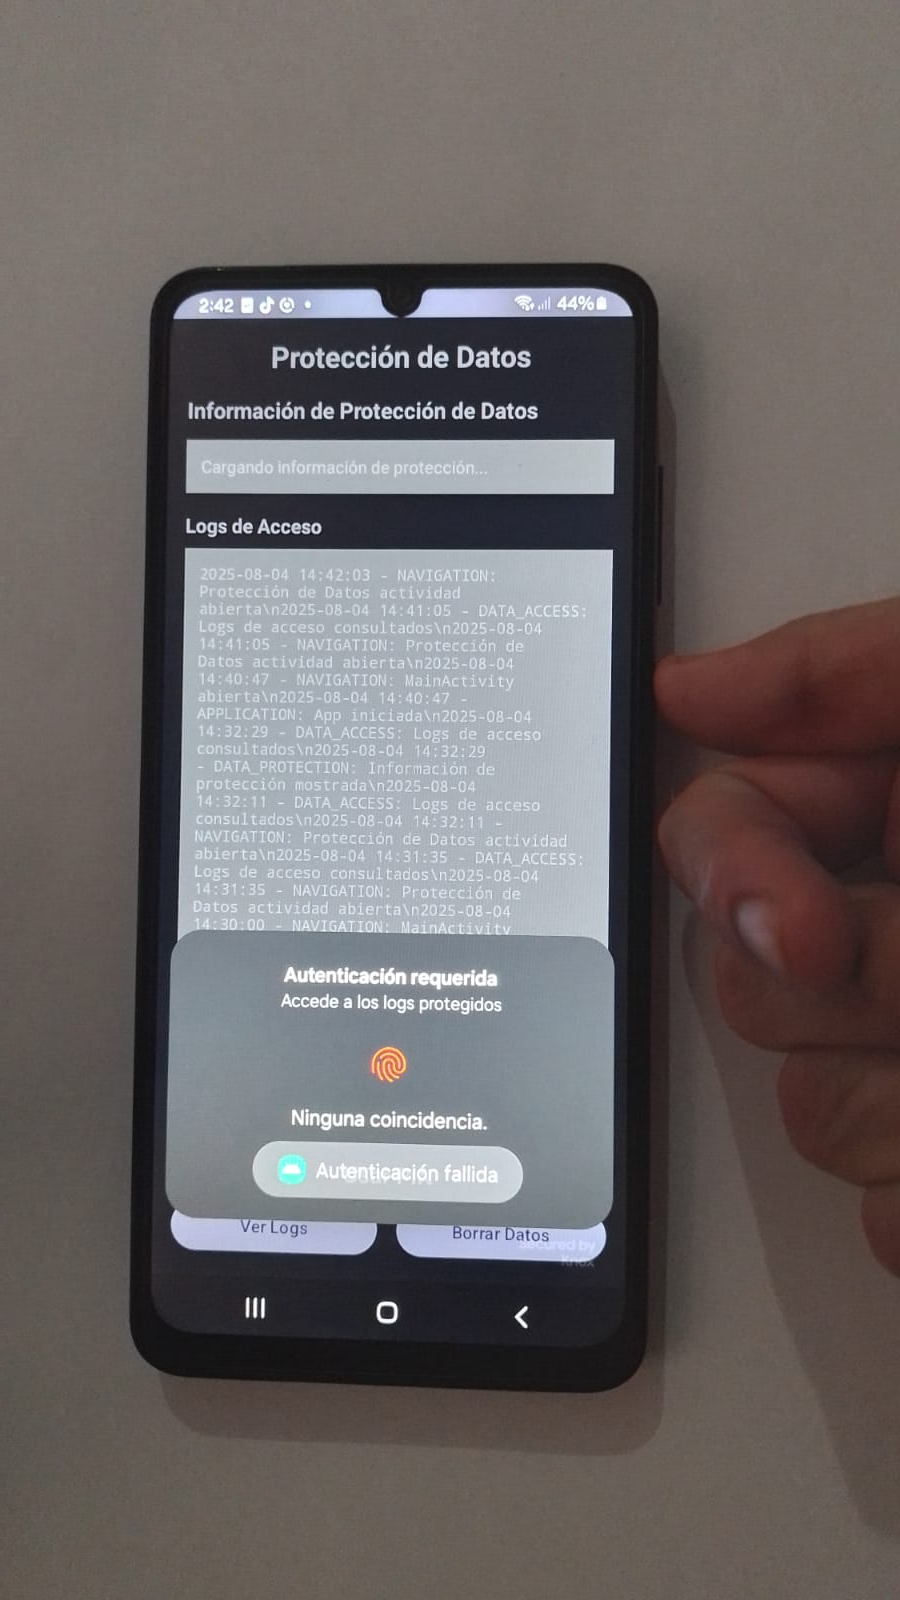 2:42
44%
Protección de Datos
Información de Protección de Datos
Cargando información de protección...
Logs de Acceso
2025-08-04 14:42:03 - NAVIGATION:
Protección de Datos actividad
abierta\n2025-08-04 14:41:05 - DATA_ACCESS:
Logs de acceso consultados\n2025-08-04
14:41:05 - NAVIGATION: Protección de
Datos actividad abierta\n2025-08-04
14:40:47 - NAVIGATION: MainActivity
abierta\n2025-08-04 14:40:47 -
APPLICATION: App iniciada\n2025-08-04
14:32:29 - DATA_ACCESS: Logs de acceso
consultados\n2025-08-04 14:32:29
- DATA_PROTECTION: Información de
protección mostrada\n2025-08-04
14:32:11 - DATA_ACCESS: Logs de acceso
consultados\n2025-08-04 14:32:11 -
NAVIGATION: Protección de Datos actividad
abierta\n2025-08-04 14:31:35 - DATA_ACCESS:
Logs de acceso consultados\n2025-08-04
14:31:35 - NAVIGATION: Protección de
Datos actividad abierta\n2025-08-04
14:30:00 - NAVIGATION: MainActivity
Autenticación requerida
Accede a los logs protegidos
Ninguna coincidencia.
Autenticación fallida
Ver Logs
Borrar Datos
Secured by
Knox